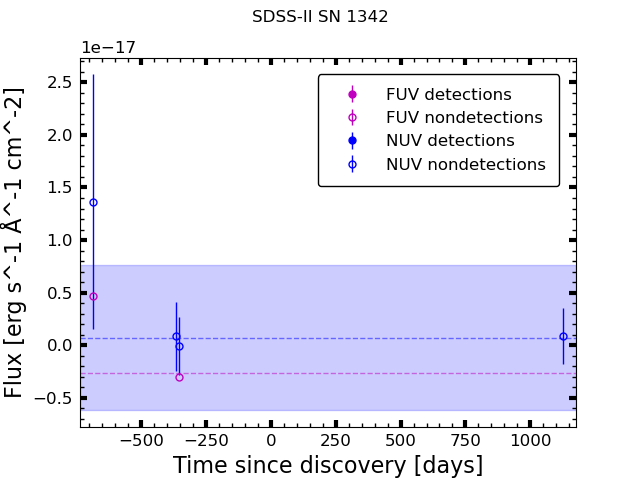 SDSS-II SN 1342
1e−17
Flux [erg s^-1 Å^-1 cm^-2]
2.5
2.0
1.5
1.0
0.5
0.0
−0.5
FUV detections
FUV nondetections
NUV detections
NUV nondetections
−500 −250 0 250 500 750 1000
Time since discovery [days]